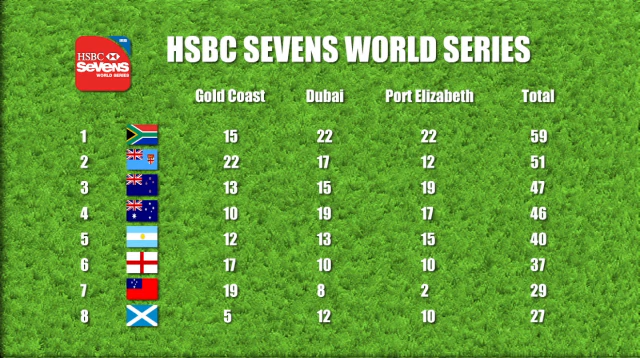 HSBC SEVENS WORLD SERIES
HSBC
SeVeNS
WORLD SERIES
Gold Coast Dubai Port Elizabeth Total
1 15 22 22 59
2 22 17 12 51
3 13 15 19 47
4 10 19 17 46
5 12 13 15 40
6 17 10 10 37
7 19 8 2 29
8 5 12 10 27